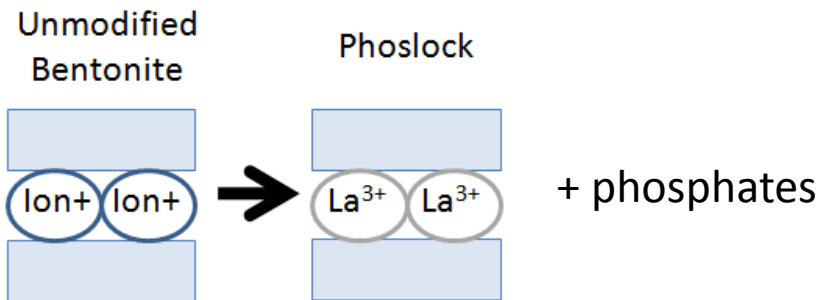 Unmodified
Bentonite
Phoslock
Ion+ Ion+
La³⁺ La³⁺
+ phosphates